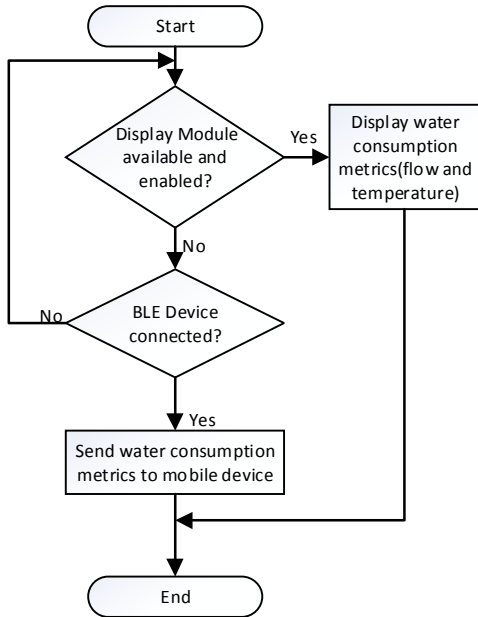 Start
Display Module
available and
enabled?
Yes
Display water
consumption
metrics(flow and
temperature)
No
BLE Device
connected?
No
Yes
Send water consumption
metrics to mobile device
End